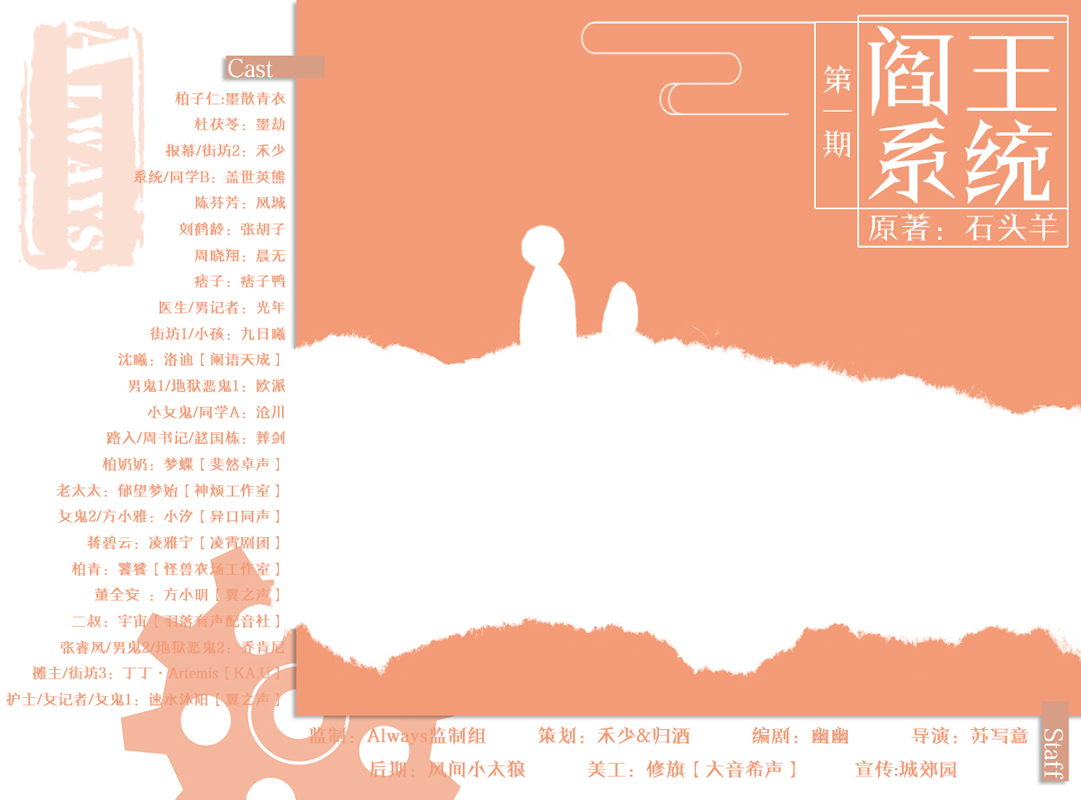 ALWAYS.
Cast
柏子仁:墨散青衣
杜茯苓：墨劫
报幕/街坊2：禾少
系统/同学B：盖世英熊
陈芬芳：凤城
刘鹤龄：张胡子
周晓翔：晨无
痞子：痞子鸭
医生/男记者：光年
街坊1/小孩：九日曦
沈曦：洛迪【阑语天成】
男鬼1/地狱恶鬼1：欧派
小女鬼/同学A：沧川
路人/周书记/赵国栋：葬剑
柏奶奶：梦蝶【斐然卓声】
老太太：郁望梦始【神烦工作室】
女鬼2/方小雅：小汐【异口同声】
蒋碧云：凌雅宁【凌霄剧团】
柏青：饕餮【怪兽农场工作室】
董全安 ：方小明【翼之声】
二叔：宇宙【羽落有声配音社】
张睿凤/男鬼2/地狱恶鬼2：乔肯尼
摊主/街坊3：丁丁·Artemis【KA.U】
护士/女记者/女鬼1：速水沐阳【翼之声】
阎王
系统
第一期
原著：石头羊
Staff
监制：Always监制组 策划：禾少&归酒 编剧：幽幽 导演：苏写意
后期：风间小太狼 美工：修旗【大音希声】 宣传:城郊园